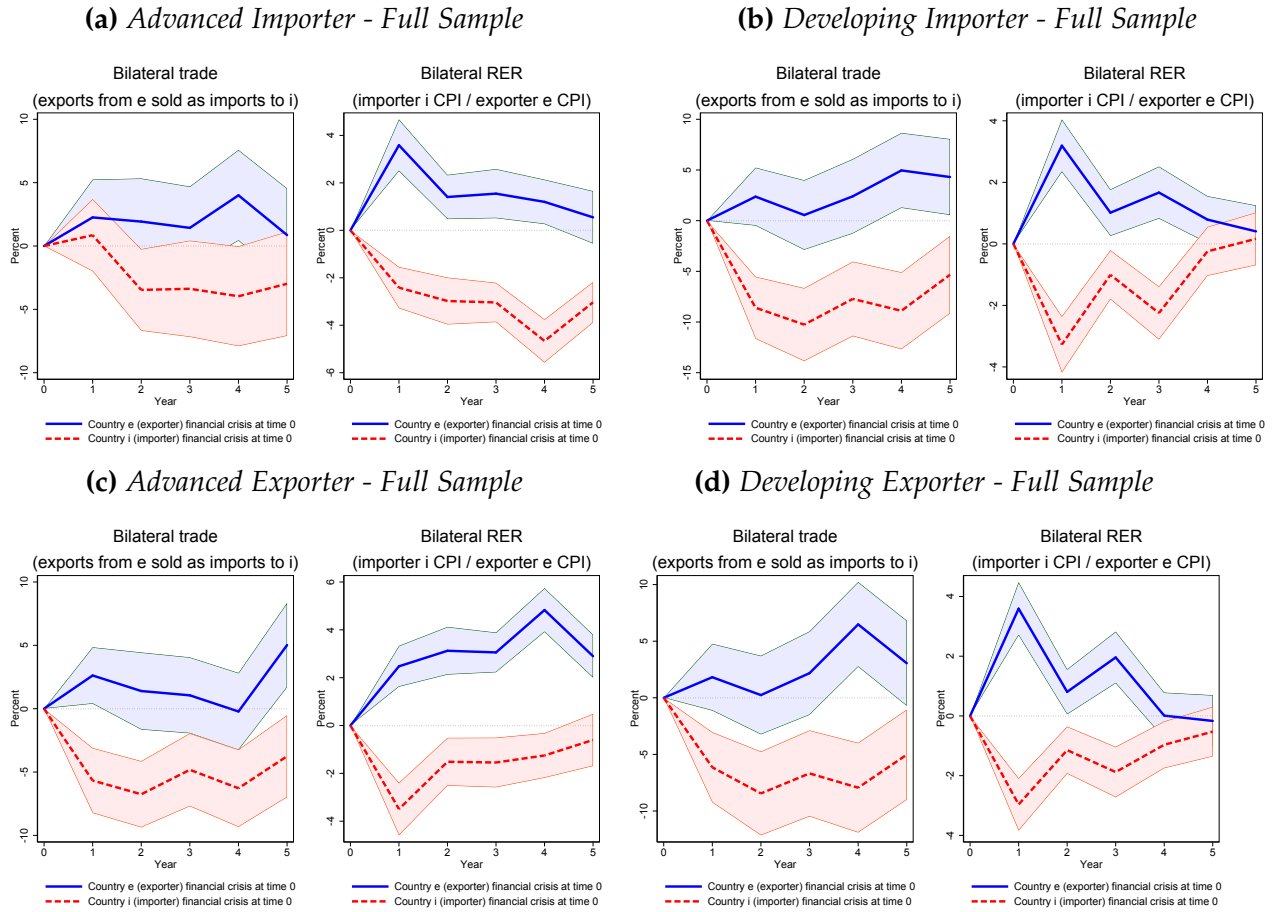 (a) Advanced Importer - Full Sample
Bilateral trade
(exports from e sold as imports to i)
Percent
10
5
0
-5
-10
0 1 2 3 4 5
Year
Country e (exporter) financial crisis at time 0
Country i (importer) financial crisis at time 0
Bilateral RER
(importer i CPI / exporter e CPI)
4
2
0
-2
-4
-6
0 1 2 3 4 5
Year
Country e (exporter) financial crisis at time 0
Country i (importer) financial crisis at time 0
(b) Developing Importer - Full Sample
Bilateral trade
(exports from e sold as imports to i)
Percent
10
5
0
-5
-10
-15
0 1 2 3 4 5
Year
Country e (exporter) financial crisis at time 0
Country i (importer) financial crisis at time 0
Bilateral RER
(importer i CPI / exporter e CPI)
4
2
0
-2
-4
0 1 2 3 4 5
Year
Country e (exporter) financial crisis at time 0
Country i (importer) financial crisis at time 0
(c) Advanced Exporter - Full Sample
Bilateral trade
(exports from e sold as imports to i)
Percent
10
5
0
-5
-10
0 1 2 3 4 5
Year
Country e (exporter) financial crisis at time 0
Country i (importer) financial crisis at time 0
Bilateral RER
(importer i CPI / exporter e CPI)
6
4
2
0
-2
-4
0 1 2 3 4 5
Year
Country e (exporter) financial crisis at time 0
Country i (importer) financial crisis at time 0
(d) Developing Exporter - Full Sample
Bilateral trade
(exports from e sold as imports to i)
Percent
10
5
0
-5
-10
0 1 2 3 4 5
Year
Country e (exporter) financial crisis at time 0
Country i (importer) financial crisis at time 0
Bilateral RER
(importer i CPI / exporter e CPI)
4
2
0
-2
-4
0 1 2 3 4 5
Year
Country e (exporter) financial crisis at time 0
Country i (importer) financial crisis at time 0